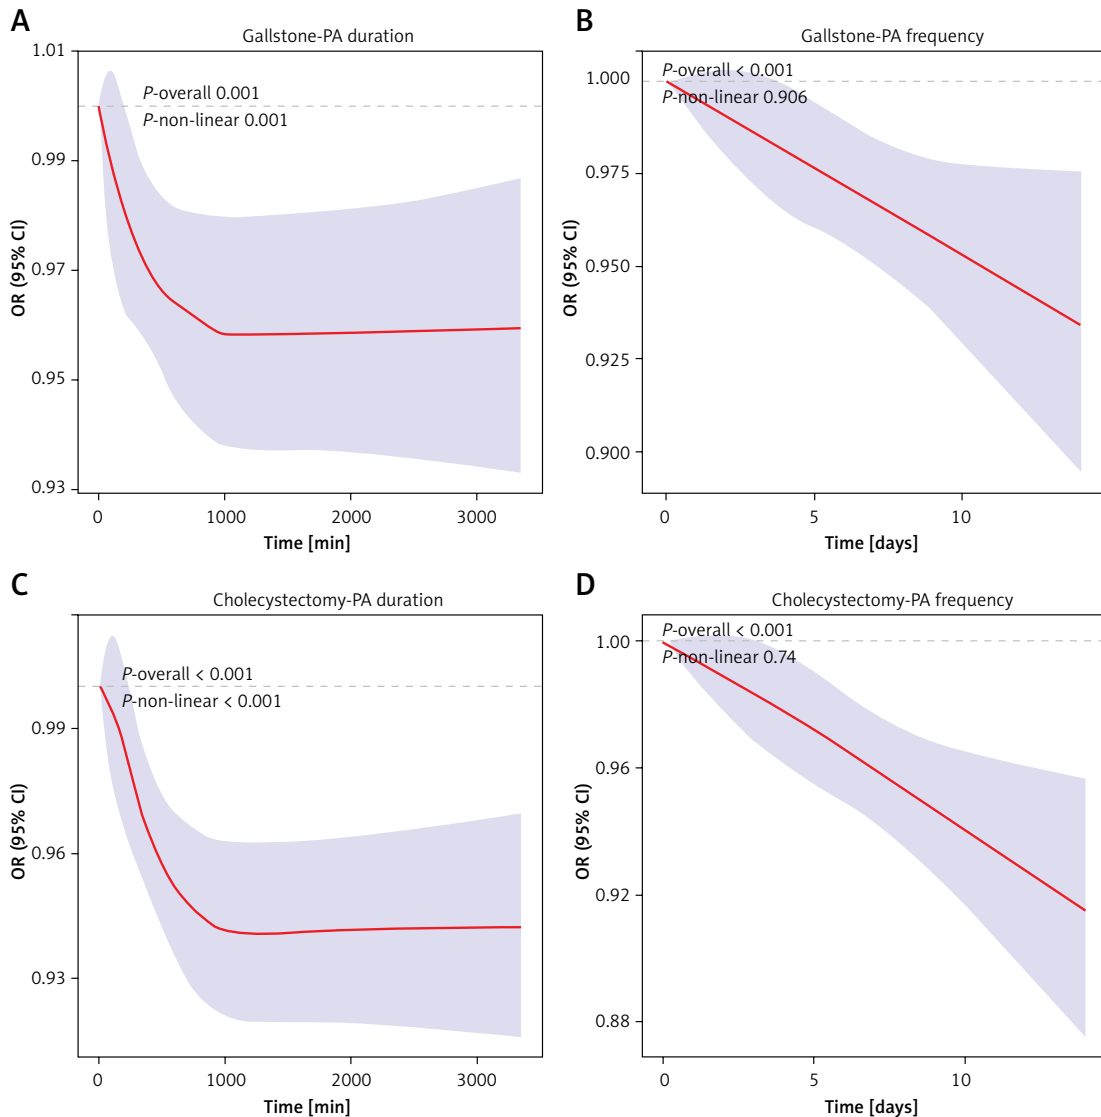 A
Gallstone-PA duration
1.01
0.99
0.97
0.95
0.93
OR (95% CI)
P-overall 0.001
P-non-linear 0.001
0 1000 2000 3000
Time [min]
B
Gallstone-PA frequency
1.000
0.975
0.950
0.925
0.900
OR (95% CI)
P-overall < 0.001
P-non-linear 0.906
0 5 10
Time [days]
C
Cholecystectomy-PA duration
0.99
0.96
0.93
OR (95% CI)
P-overall < 0.001
P-non-linear < 0.001
0 1000 2000 3000
Time [min]
D
Cholecystectomy-PA frequency
1.00
0.96
0.92
0.88
OR (95% CI)
P-overall < 0.001
P-non-linear 0.74
0 5 10
Time [days]